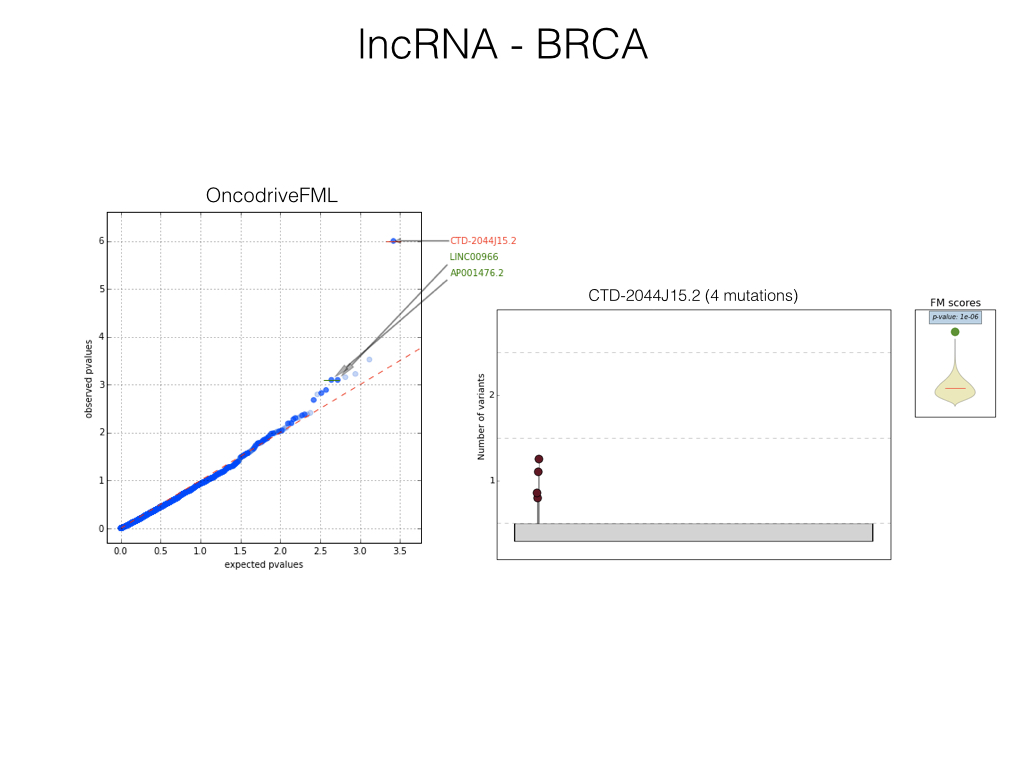 lncRNA - BRCA
OncodriveFML
6
5
4
3
2
1
0
observed pvalues
0.0 0.5 1.0 1.5 2.0 2.5 3.0 3.5
expected pvalues
CTD-2044J15.2
LINC00966
AP001476.2
CTD-2044J15.2 (4 mutations)
Number of variants
2
1
FM scores
p-value: 1e-06